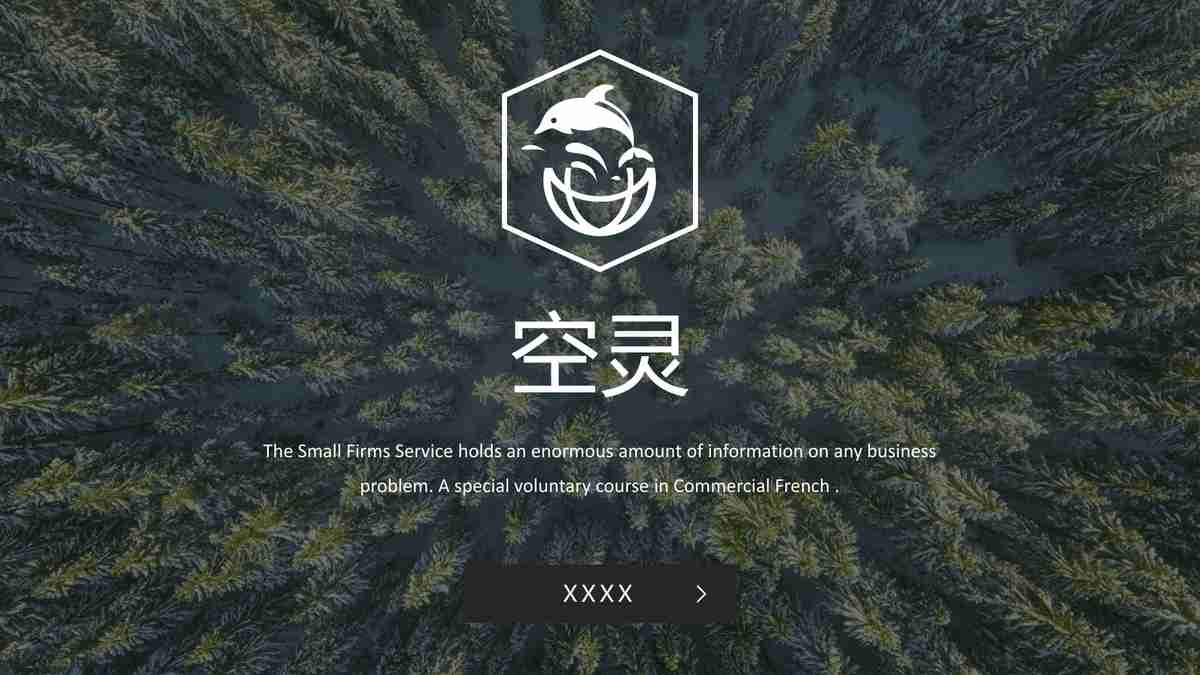 空灵
The Small Firms Service holds an enormous amount of information on any business
problem. A special voluntary course in Commercial French .
XXXX >